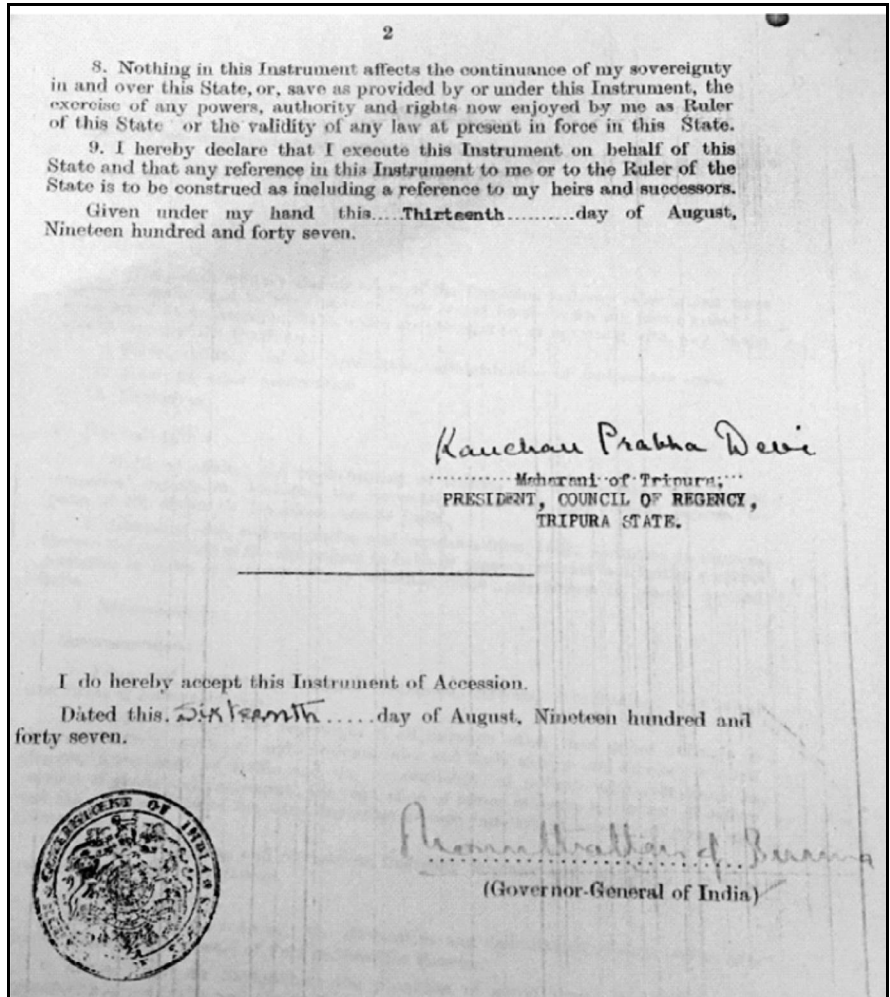 2
8. Nothing in this Instrument affects the continuance of my sovereignty
in and over this State, or, save as provided by or under this Instrument, the
exercise of any powers, authority and rights now enjoyed by me as Ruler
of this State or the validity of any law at present in force in this State.
9. I hereby declare that I execute this Instrument on behalf of this
State and that any reference in this Instrument to me or to the Ruler of the
State is to be construed as including a reference to my heirs and successors.
Given under my hand this.....Thirteenth..........day of August,
Nineteen hundred and forty seven.
Kanchan Prabha Devi
Maharani of Tripura,
PRESIDENT, COUNCIL OF REGENCY,
TRIPURA STATE.
I do hereby accept this Instrument of Accession.
Dated this.Sixteenth.....day of August, Nineteen hundred and
forty seven.
Mountbatten of Burma
(Governor-General of India)
GOVERNMENT OF INDIA